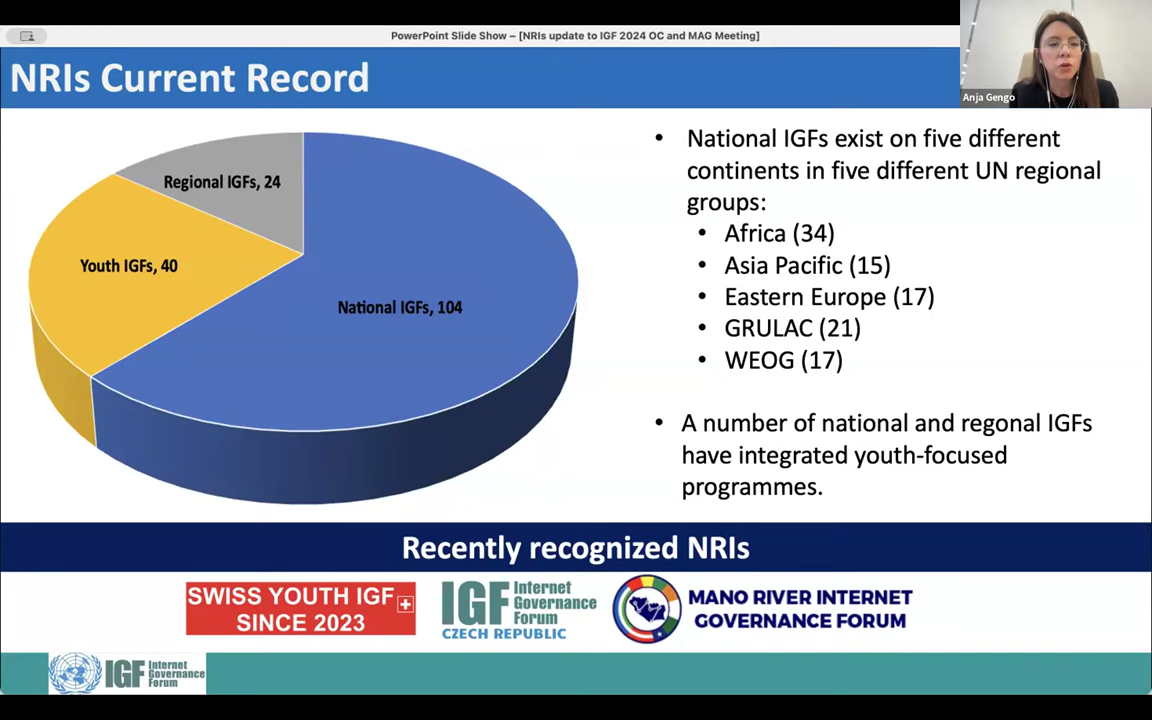 PowerPoint Slide Show – [NRIs update to IGF 2024 OC and MAG Meeting]
Anja Gengo
NRIs Current Record
Regional IGFs, 24
Youth IGFs, 40
National IGFs, 104
• National IGFs exist on five different
continents in five different UN regional
groups:
• Africa (34)
• Asia Pacific (15)
• Eastern Europe (17)
• GRULAC (21)
• WEOG (17)
• A number of national and regonal IGFs
have integrated youth-focused
programmes.
Recently recognized NRIs
SWISS YOUTH IGF
SINCE 2023
IGF Internet
Governance
Forum
CZECH REPUBLIC
MANO RIVER INTERNET
GOVERNANCE FORUM
IGF Internet
Governance
Forum